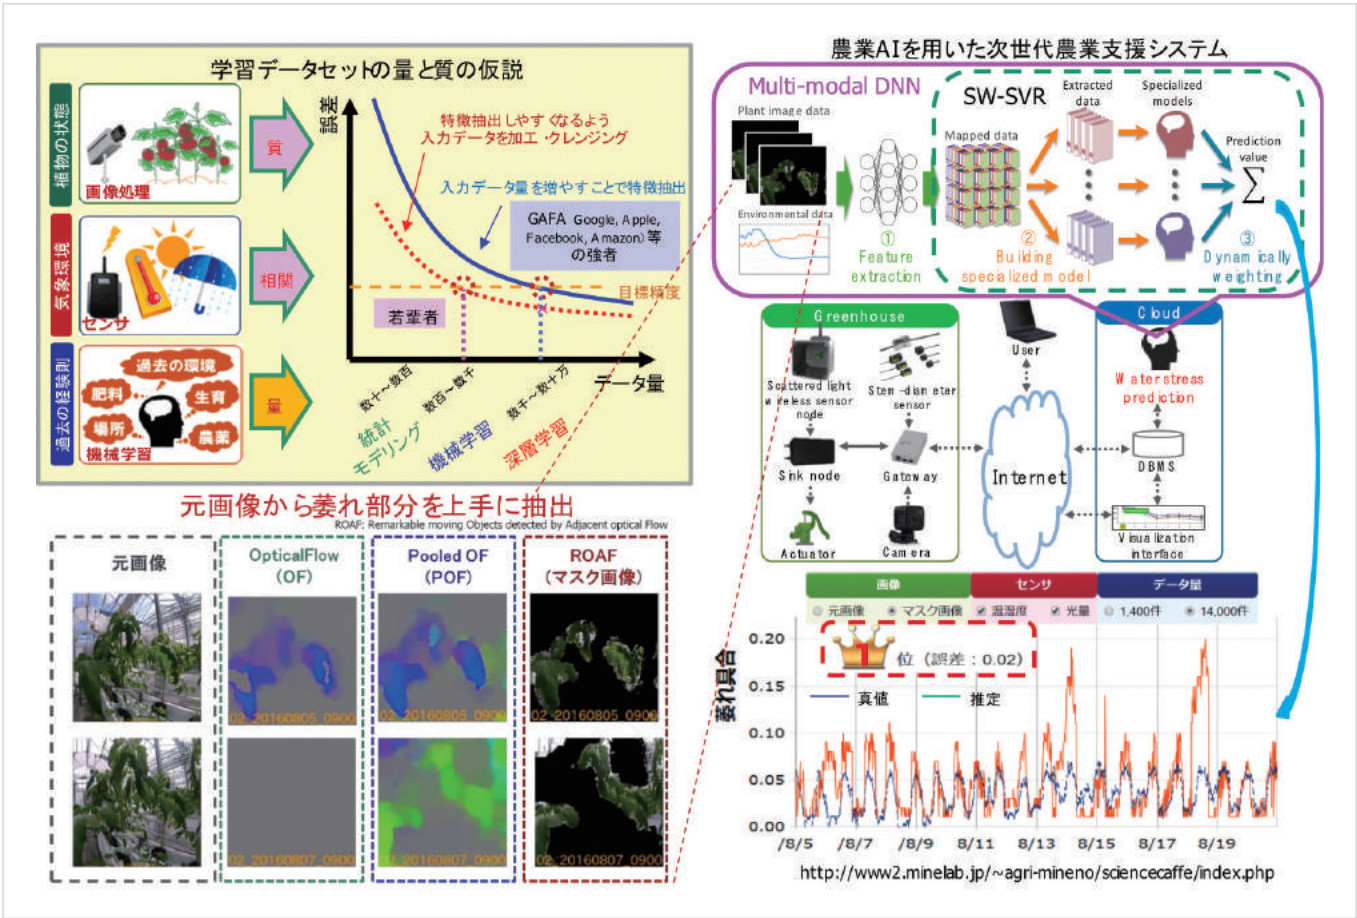 学習データセットの量と質の仮説
植物の状態
画像処理
質
気象環境
センサ
相関
過去の経験則
過去の環境
肥料
生育
場所
農薬
機械学習
量
誤差
特徴抽出しやすくなるよう
入力データを加工・クレンジング
入力データ量を増やすことで特徴抽出
GAFA Google, Apple,
Facebook, Amazon）等
の強者
目標精度
若輩者
データ量
数十～数百
数百～数千
数千～数十万
統計
モデリング
機械学習
深層学習
元画像から萎れ部分を上手に抽出
ROAF: Remarkable moving Objects detected by Adjacent optical Flow
元画像
OpticalFlow
(OF)
Pooled OF
(POF)
ROAF
(マスク画像)
02_20160805_0900
02_20160805_0900
02_20160805_0900
02_20160807_0900
02_20160807_0900
02_20160807_0900
農業AIを用いた次世代農業支援システム
Multi-modal DNN
Plant image data
Environmental data
①
Feature
extraction
SW-SVR
Mapped data
Extracted
data
Specialized
models
Prediction
value
Σ
②
Building
specialized model
③
Dynamically
weighting
Greenhouse
Scattered light
wireless sensor
node
Stem-diameter
sensor
Sink node
Gateway
Actuator
Camera
User
Internet
Cloud
Water stress
prediction
DBMS
Visualization
interface
画像
センサ
データ量
元画像
マスク画像
温湿度
光量
1,400件
14,000件
萎れ具合
0.20
0.15
0.10
0.05
0.00
1位（誤差：0.02）
真値
推定
/8/5
/8/7
/8/9
8/11
8/13
8/15
8/17
8/19
http://www2.minelab.jp/~agri-mineno/sciencecaffe/index.php